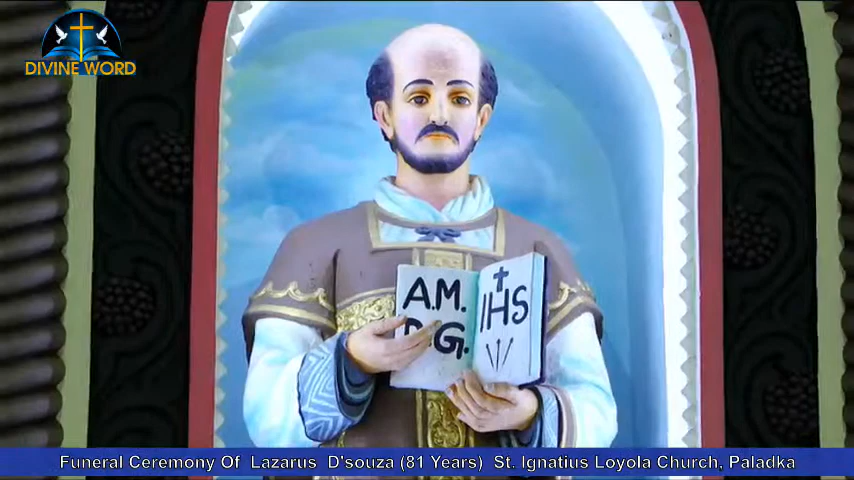 DIVINE WORD
A.M.
D.G.
IHS
Funeral Ceremony Of Lazarus D'souza (81 Years) St. Ignatius Loyola Church, Paladka